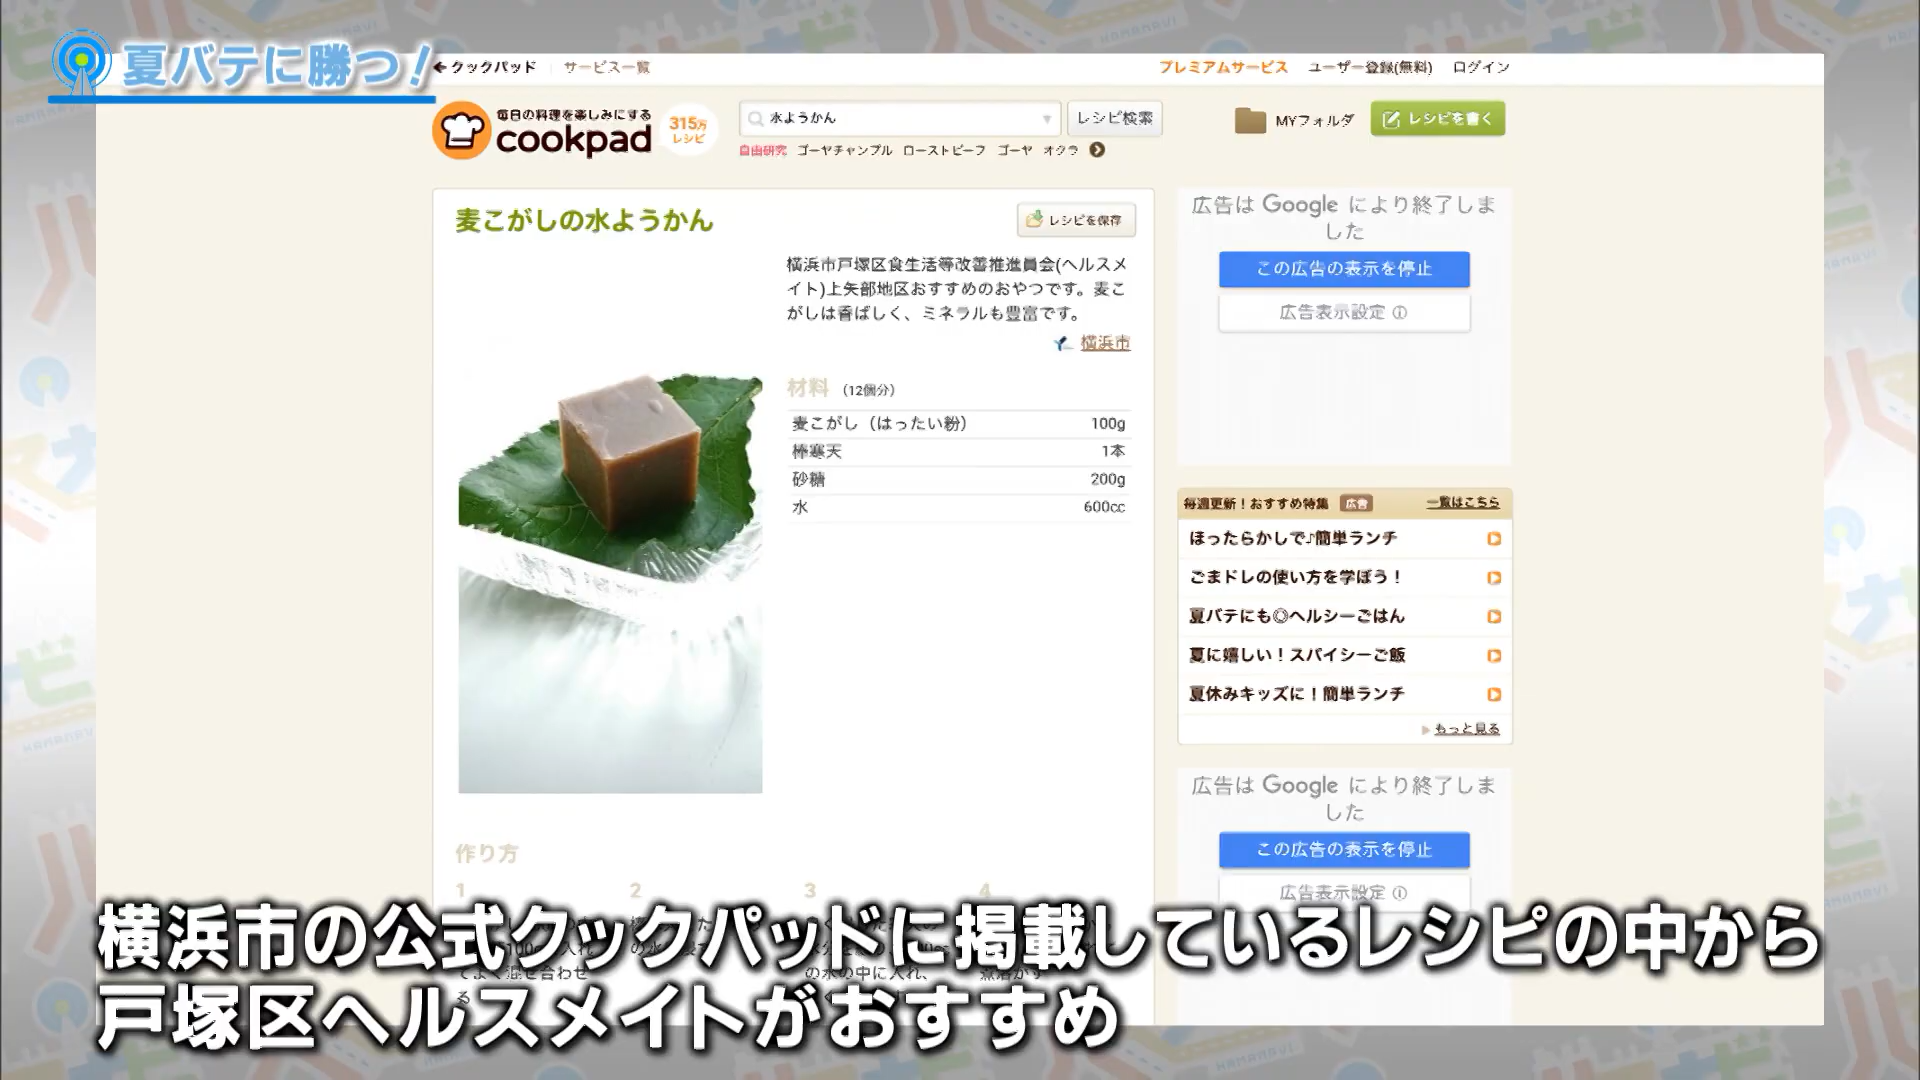 夏バテに勝つ！
クックパッド
サービス一覧
プレミアムサービス
ユーザー登録(無料)
ログイン
毎日の料理を楽しみにする
cookpad
315万
レシピ
水ようかん
レシピ検索
MYフォルダ
レシピを書く
自由研究 ゴーヤチャンプル ローストビーフ ゴーヤ オクラ
麦こがしの水ようかん
レシピを保存
横浜市戸塚区食生活等改善推進員会(ヘルスメ
イト)上矢部地区おすすめのおやつです。麦こ
がしは香ばしく、ミネラルも豊富です。
横浜市
材料 (12個分)
麦こがし（はったい粉） 100g
棒寒天 1本
砂糖 200g
水 600cc
広告は Google により終了しま
した
この広告の表示を停止
広告表示設定
毎週更新！おすすめ特集 広告 一覧はこちら
ほったらかしで♪簡単ランチ
ごまドレの使い方を学ぼう！
夏バテにも◎ヘルシーごはん
夏に嬉しい！スパイシーご飯
夏休みキッズに！簡単ランチ
もっと見る
広告は Google により終了しま
した
この広告の表示を停止
広告表示設定
作り方
1 2 3 4
横浜市の公式クックパッドに掲載しているレシピの中から
戸塚区ヘルスメイトがおすすめ